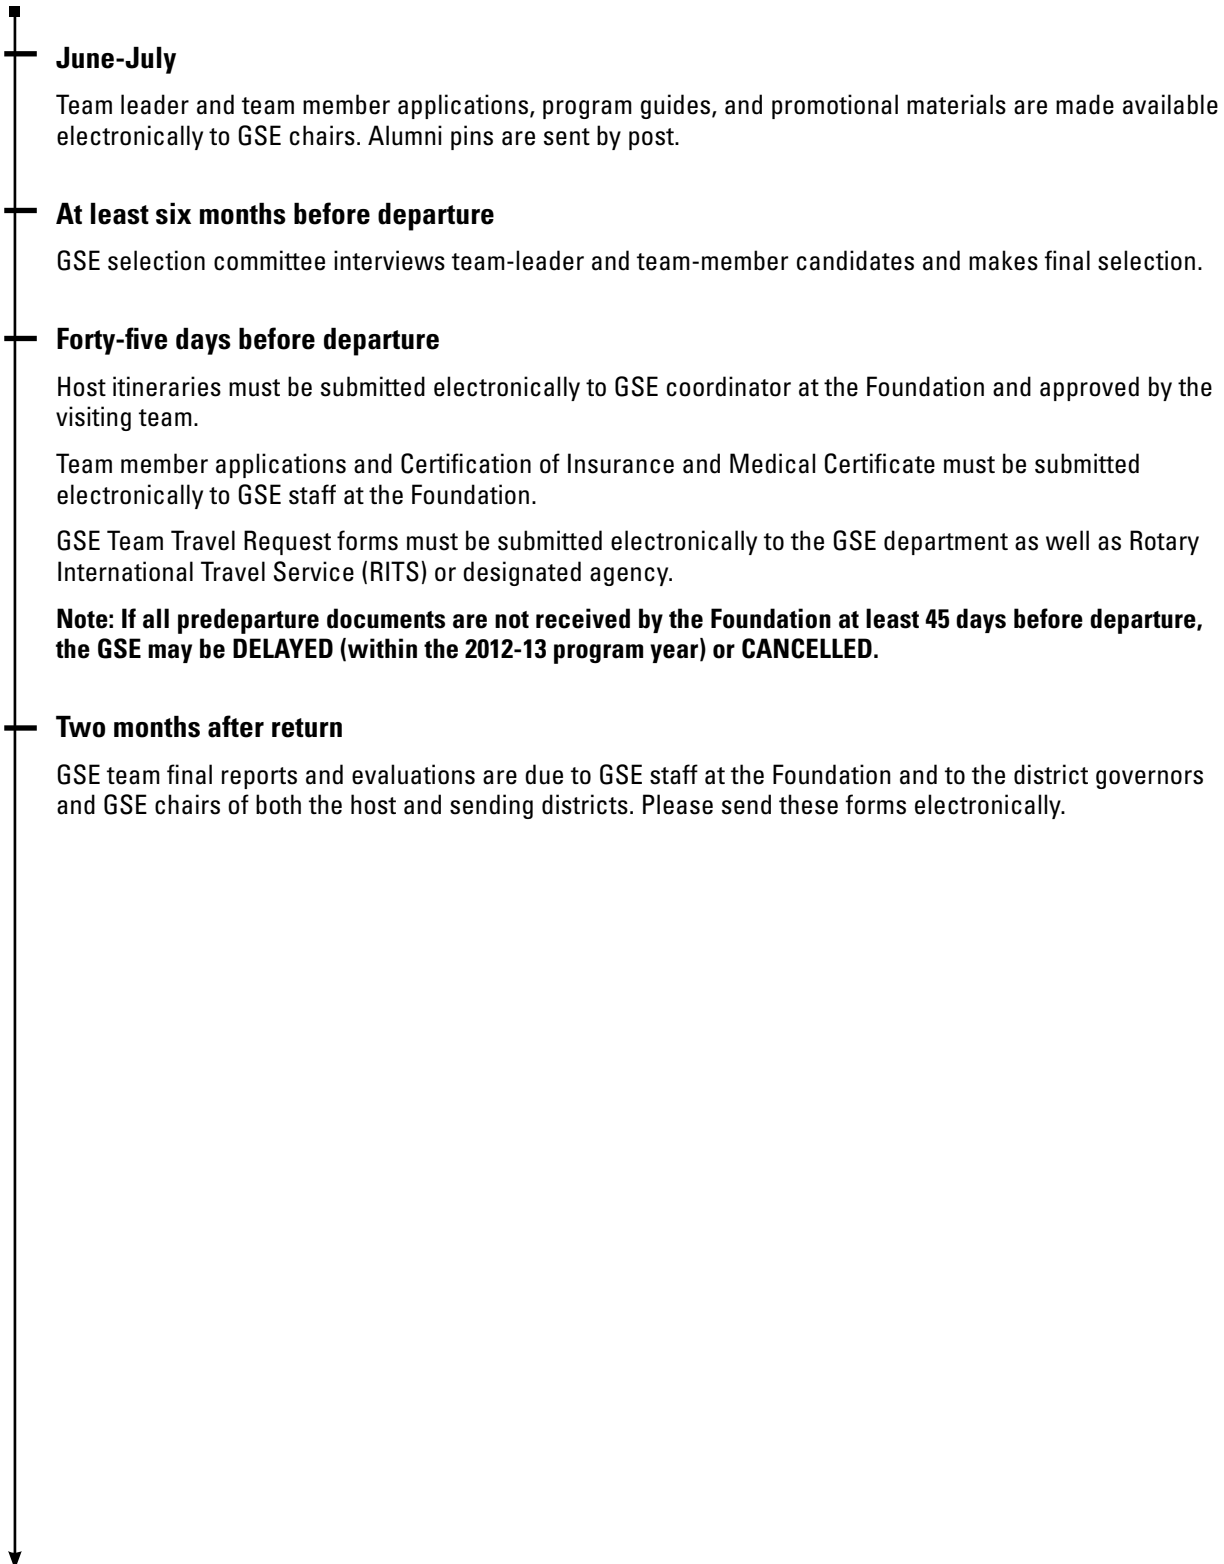 June-July
Team leader and team member applications, program guides, and promotional materials are made available
electronically to GSE chairs. Alumni pins are sent by post.
At least six months before departure
GSE selection committee interviews team-leader and team-member candidates and makes final selection.
Forty-five days before departure
Host itineraries must be submitted electronically to GSE coordinator at the Foundation and approved by the
visiting team.
Team member applications and Certification of Insurance and Medical Certificate must be submitted
electronically to GSE staff at the Foundation.
GSE Team Travel Request forms must be submitted electronically to the GSE department as well as Rotary
International Travel Service (RITS) or designated agency.
Note: If all predeparture documents are not received by the Foundation at least 45 days before departure,
the GSE may be DELAYED (within the 2012-13 program year) or CANCELLED.
Two months after return
GSE team final reports and evaluations are due to GSE staff at the Foundation and to the district governors
and GSE chairs of both the host and sending districts. Please send these forms electronically.